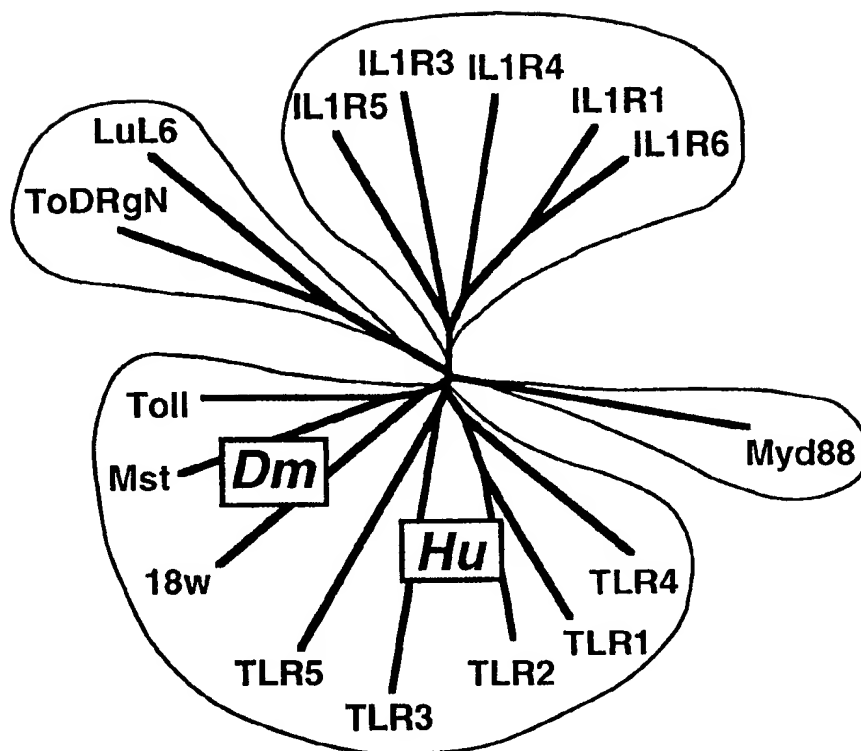 IL1R3
IL1R4
IL1R5
IL1R1
IL1R6
LuL6
ToDRgN
Toll
Mst
Dm
18w
TLR5
TLR3
Hu
TLR2
TLR1
TLR4
Myd88